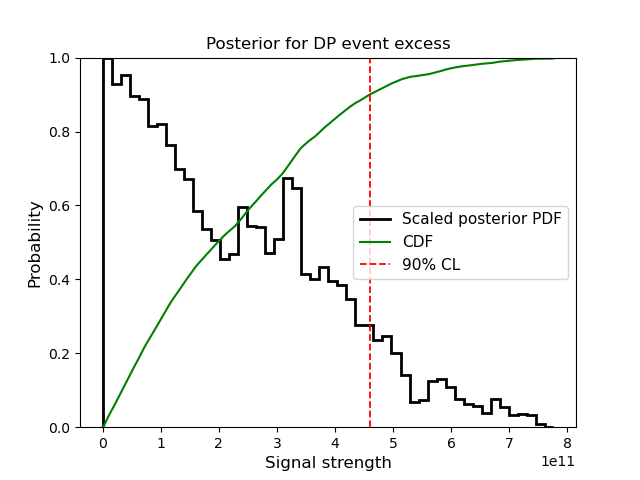 Posterior for DP event excess
Probability
1.0
0.8
0.6
0.4
0.2
0.0
Scaled posterior PDF
CDF
90% CL
0 1 2 3 4 5 6 7 8
1e11
Signal strength